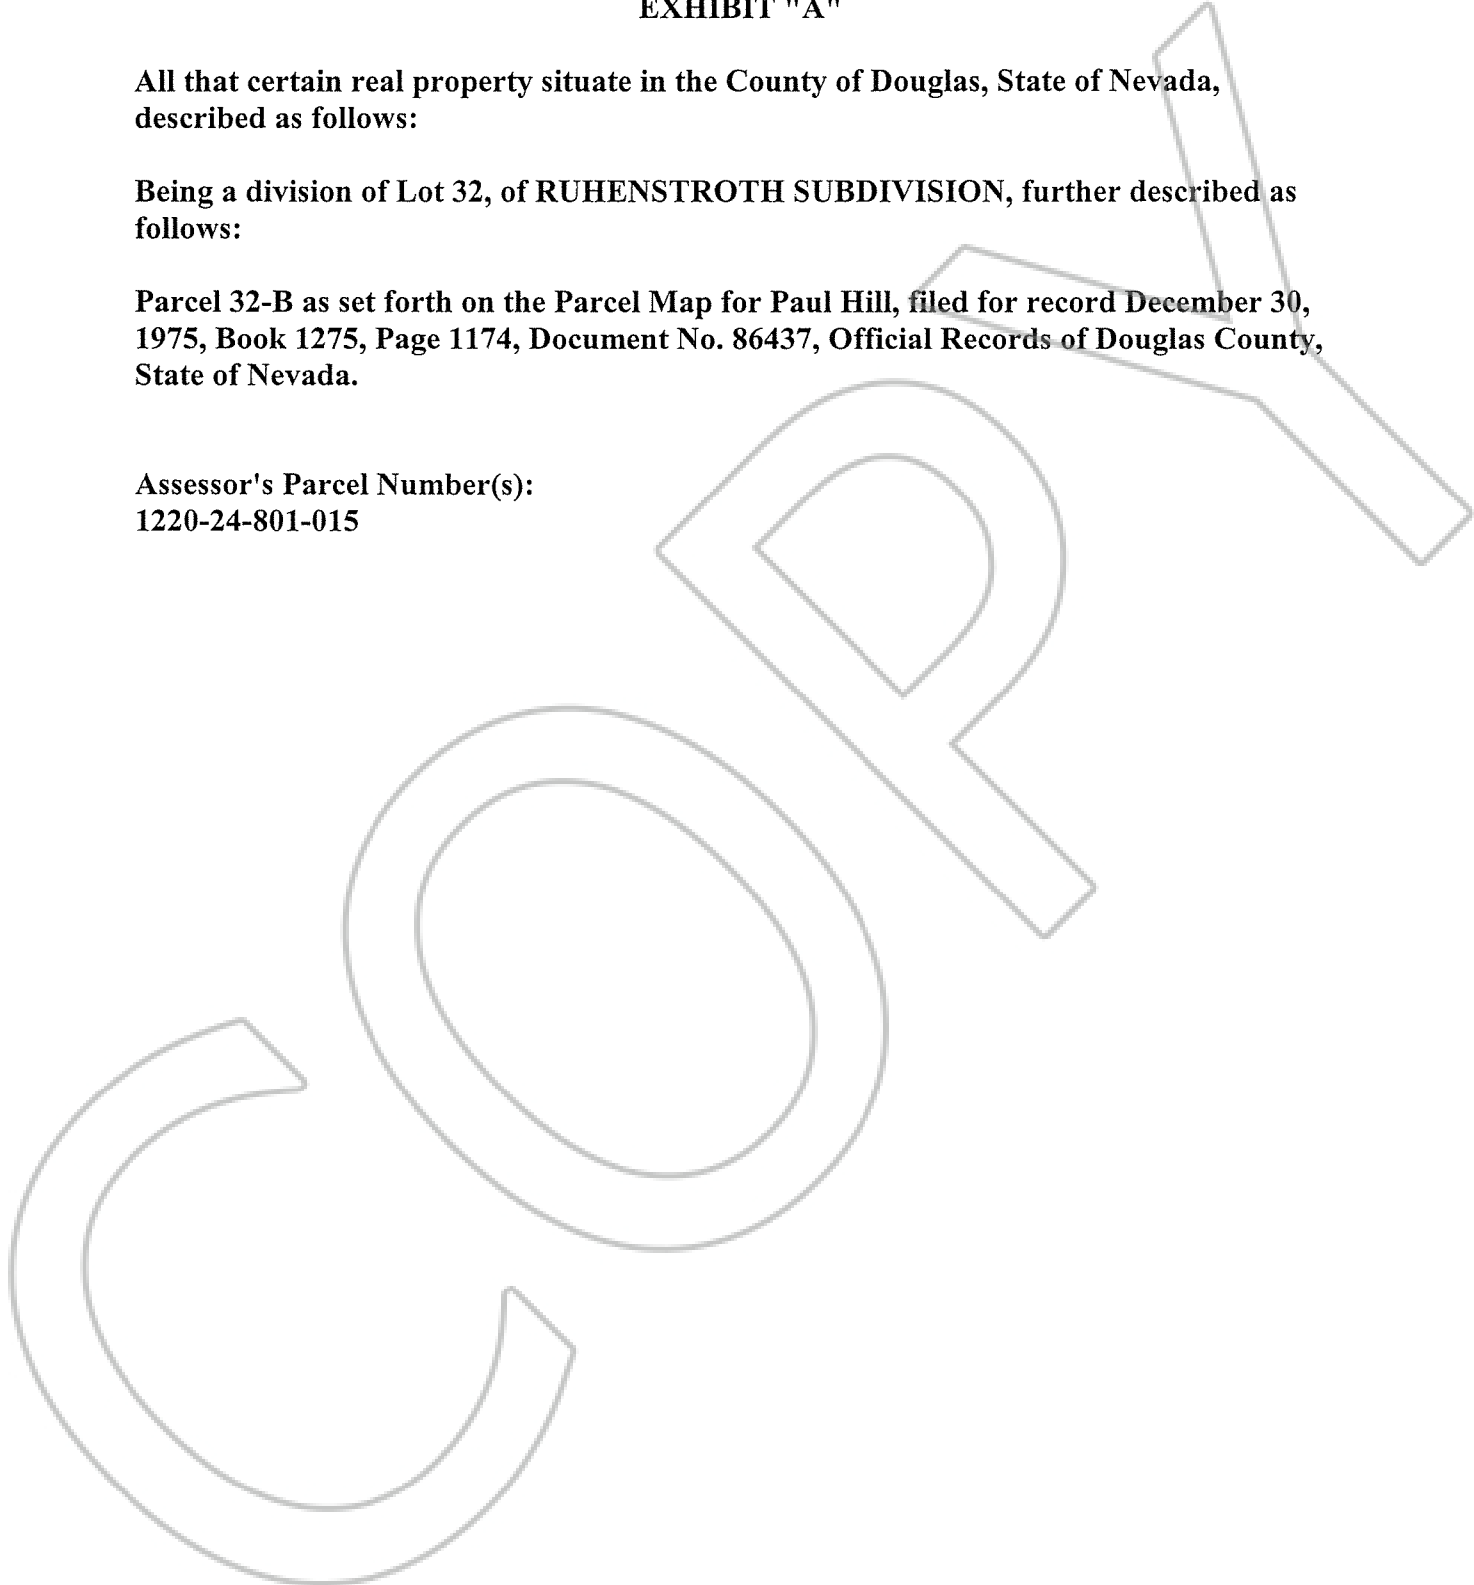 EXHIBIT "A"
All that certain real property situate in the County of Douglas, State of Nevada,
described as follows:
Being a division of Lot 32, of RUHENSTROTH SUBDIVISION, further described as
follows:
Parcel 32-B as set forth on the Parcel Map for Paul Hill, filed for record December 30,
1975, Book 1275, Page 1174, Document No. 86437, Official Records of Douglas County,
State of Nevada.
Assessor's Parcel Number(s):
1220-24-801-015
COPY